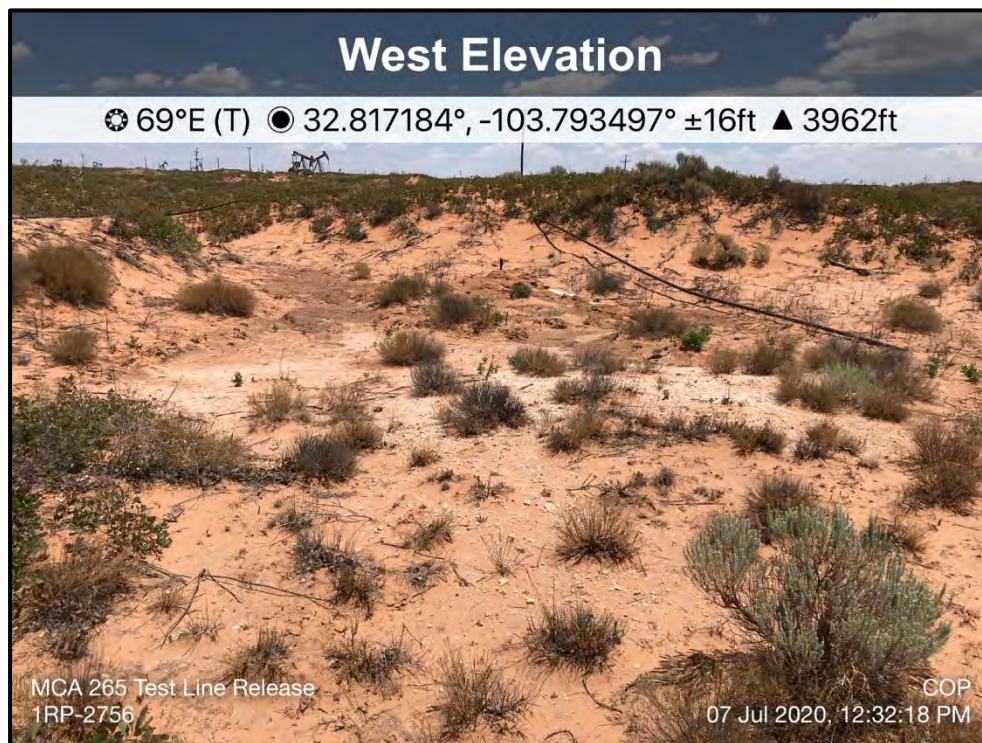 West Elevation
69°E (T) 32.817184°, -103.793497° ±16ft ▲ 3962ft
MCA 265 Test Line Release
1RP-2756
COP
07 Jul 2020, 12:32:18 PM